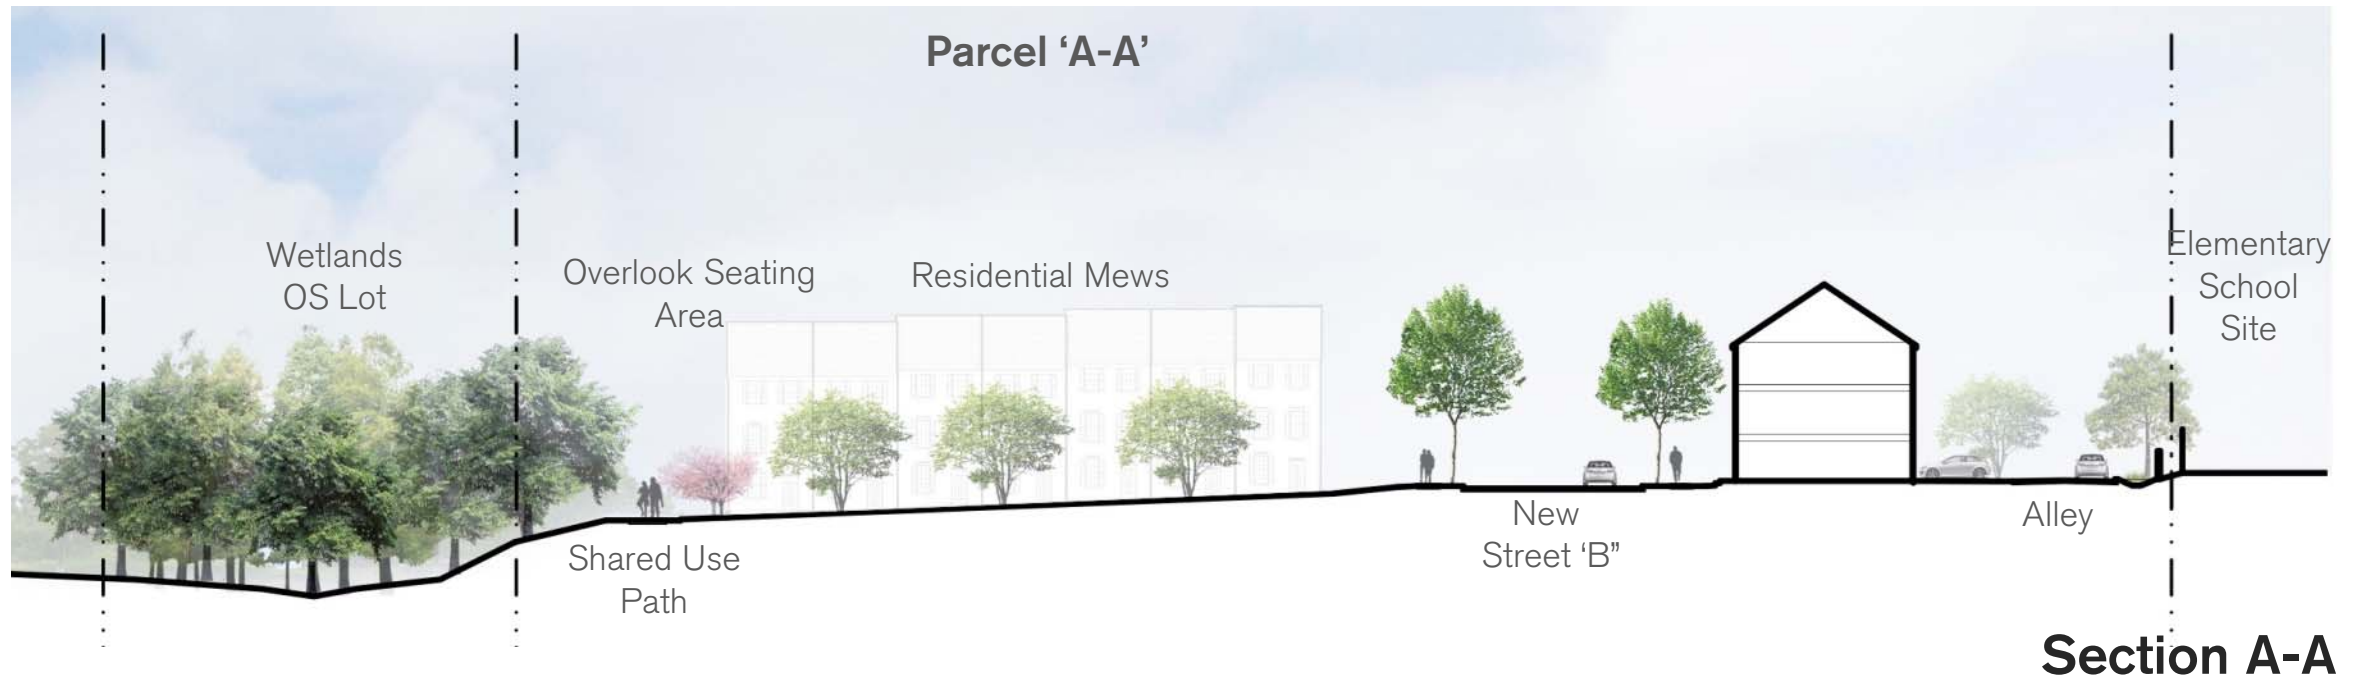 Parcel ‘A-A’
Wetlands
OS Lot
Overlook Seating
Area
Residential Mews
Elementary
School
Site
Shared Use
Path
New
Street ‘B”
Alley
Section A-A